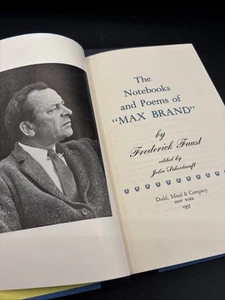 The
Notebooks
and Poems of
"MAX BRAND"
by
Frederick Faust
edited by
John Schoolcraft
Dodd, Mead & Company
NEW YORK
1957